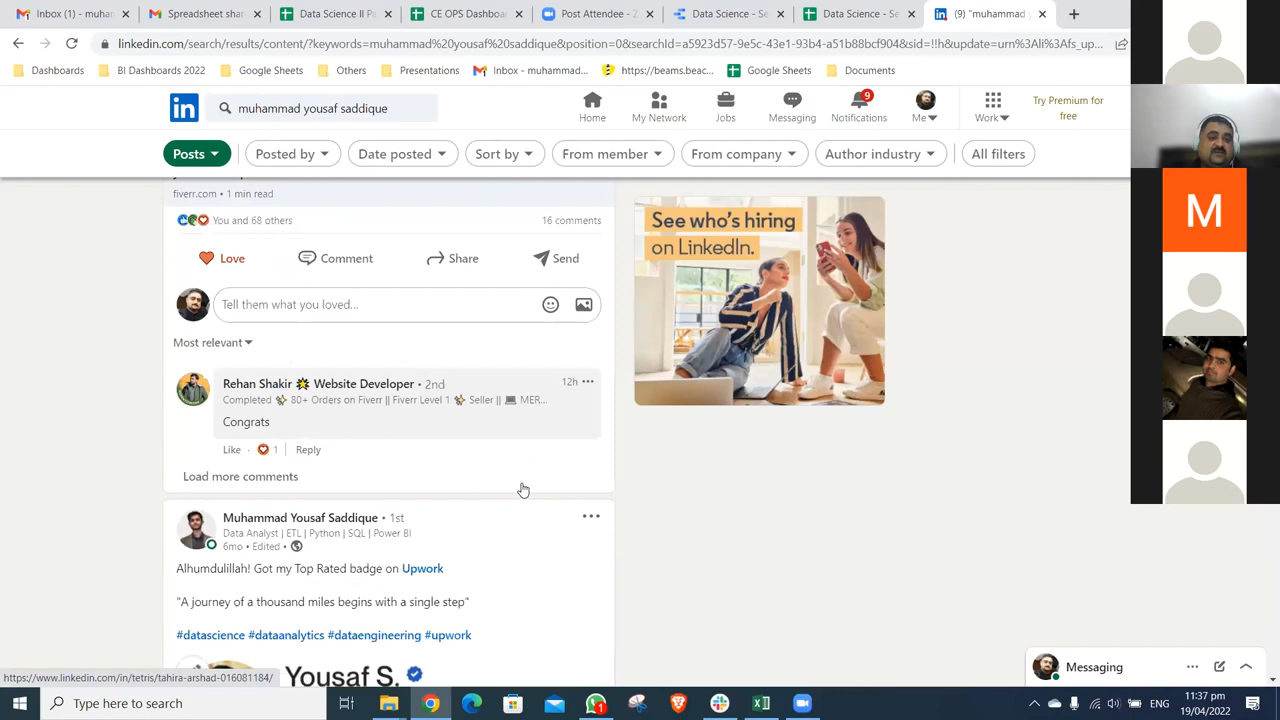 Inbox (1) - muhar
Spreadsheet setti
Data Science II Pa
CE OPS Dashboa
Post Attendee - Z
Data Science - Se
Data Science - Se
(9) "muhammad y
linkedin.com/search/results/content/?keywords=muhammad%20yousaf%20saddique&position=0&searchId=a5923d57-9e5c-43e1-93b4-a51b89bcf904&sid=!!h&update=urn%3Ali%3Afs_up...
Dashboards
BI Dashboards 2022
Google Sheets
Others
Presentations
Inbox - muhammad...
https://beams.beac...
Google Sheets
Documents
muhammad yousaf saddique
Home
My Network
Jobs
Messaging
9
Notifications
Me
Work
Try Premium for
free
Posts
Posted by
Date posted
Sort by
From member
From company
Author industry
All filters
fiverr.com • 1 min read
You and 68 others
16 comments
Love
Comment
Share
Send
Tell them what you loved...
Most relevant
Rehan Shakir Website Developer • 2nd
12h
Completed 80+ Orders on Fiverr || Fiverr Level 1 Seller || MER...
Congrats
Like · 1 | Reply
Load more comments
Muhammad Yousaf Saddique • 1st
Data Analyst | ETL | Python | SQL | Power BI
6mo • Edited •
Alhumdulillah! Got my Top Rated badge on Upwork
"A journey of a thousand miles begins with a single step"
#datascience #dataanalytics #dataengineering #upwork
Yousaf S.
See who's hiring
on LinkedIn.
M
Messaging
https://www.linkedin.com/in/tetris/tahira-arshad-016081184/
Type here to search
1
ENG
11:37 pm
19/04/2022